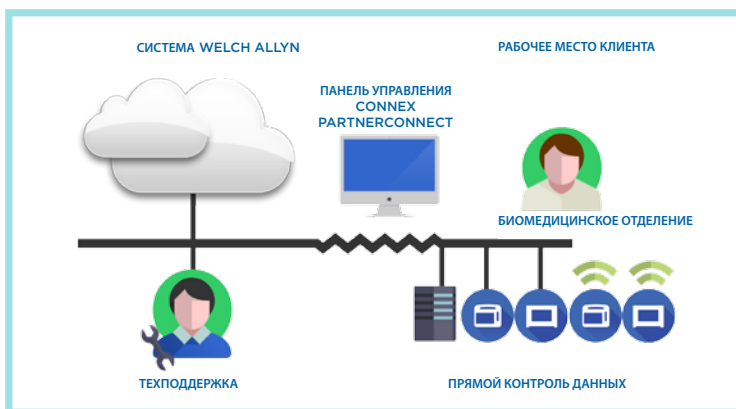 СИСТЕМА WELCH ALLYN
РАБОЧЕЕ МЕСТО КЛИЕНТА
ПАНЕЛЬ УПРАВЛЕНИЯ
CONNEX
PARTNERCONNECT
БИОМЕДИЦИНСКОЕ ОТДЕЛЕНИЕ
ТЕХПОДДЕРЖКА
ПРЯМОЙ КОНТРОЛЬ ДАННЫХ